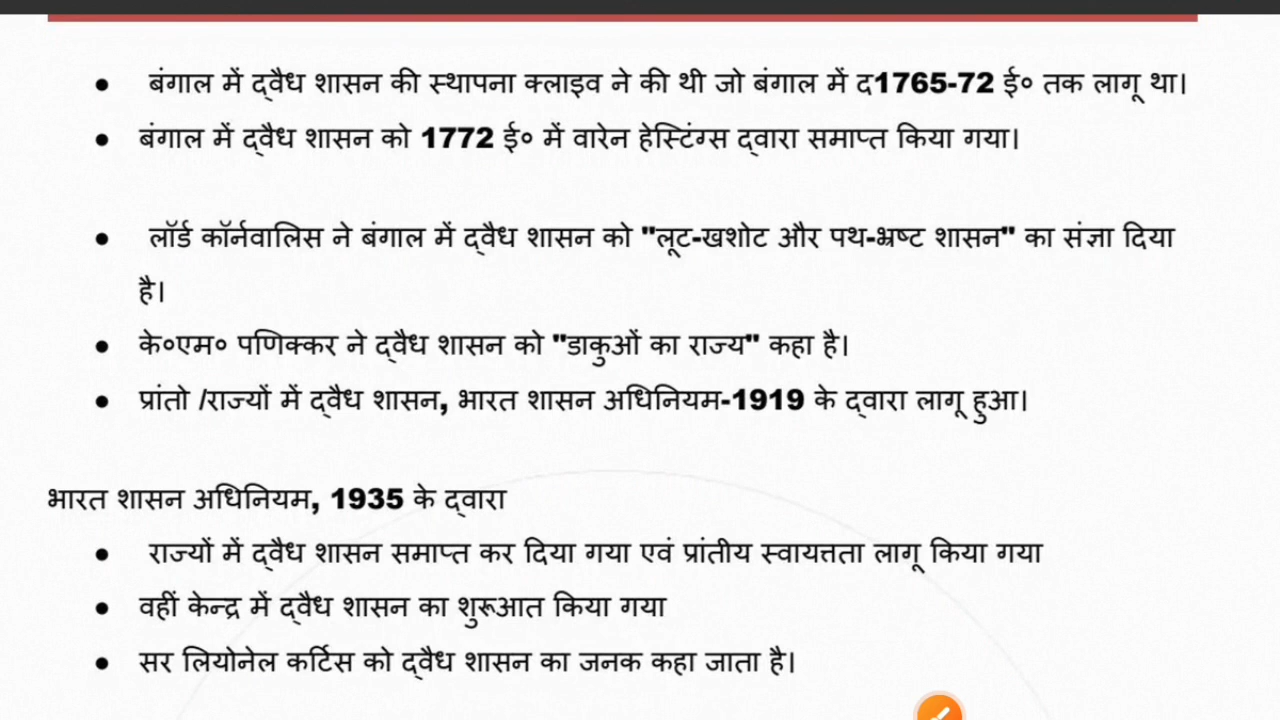 ● बंगाल में द्वैध शासन की स्थापना क्लाइव ने की थी जो बंगाल में द1765-72 ई० तक लागू था।
● बंगाल में द्वैध शासन को 1772 ई० में वारेन हेस्टिंग्स द्वारा समाप्त किया गया।
● लॉर्ड कॉर्नवालिस ने बंगाल में द्वैध शासन को "लूट-खशोट और पथ-भ्रष्ट शासन" का संज्ञा दिया
है।
● के०एम० पणिक्कर ने द्वैध शासन को "डाकुओं का राज्य" कहा है।
● प्रांतो /राज्यों में द्वैध शासन, भारत शासन अधिनियम-1919 के द्वारा लागू हुआ।
भारत शासन अधिनियम, 1935 के द्वारा
● राज्यों में द्वैध शासन समाप्त कर दिया गया एवं प्रांतीय स्वायत्तता लागू किया गया
● वहीं केन्द्र में द्वैध शासन का शुरूआत किया गया
● सर लियोनेल कर्टिस को द्वैध शासन का जनक कहा जाता है।